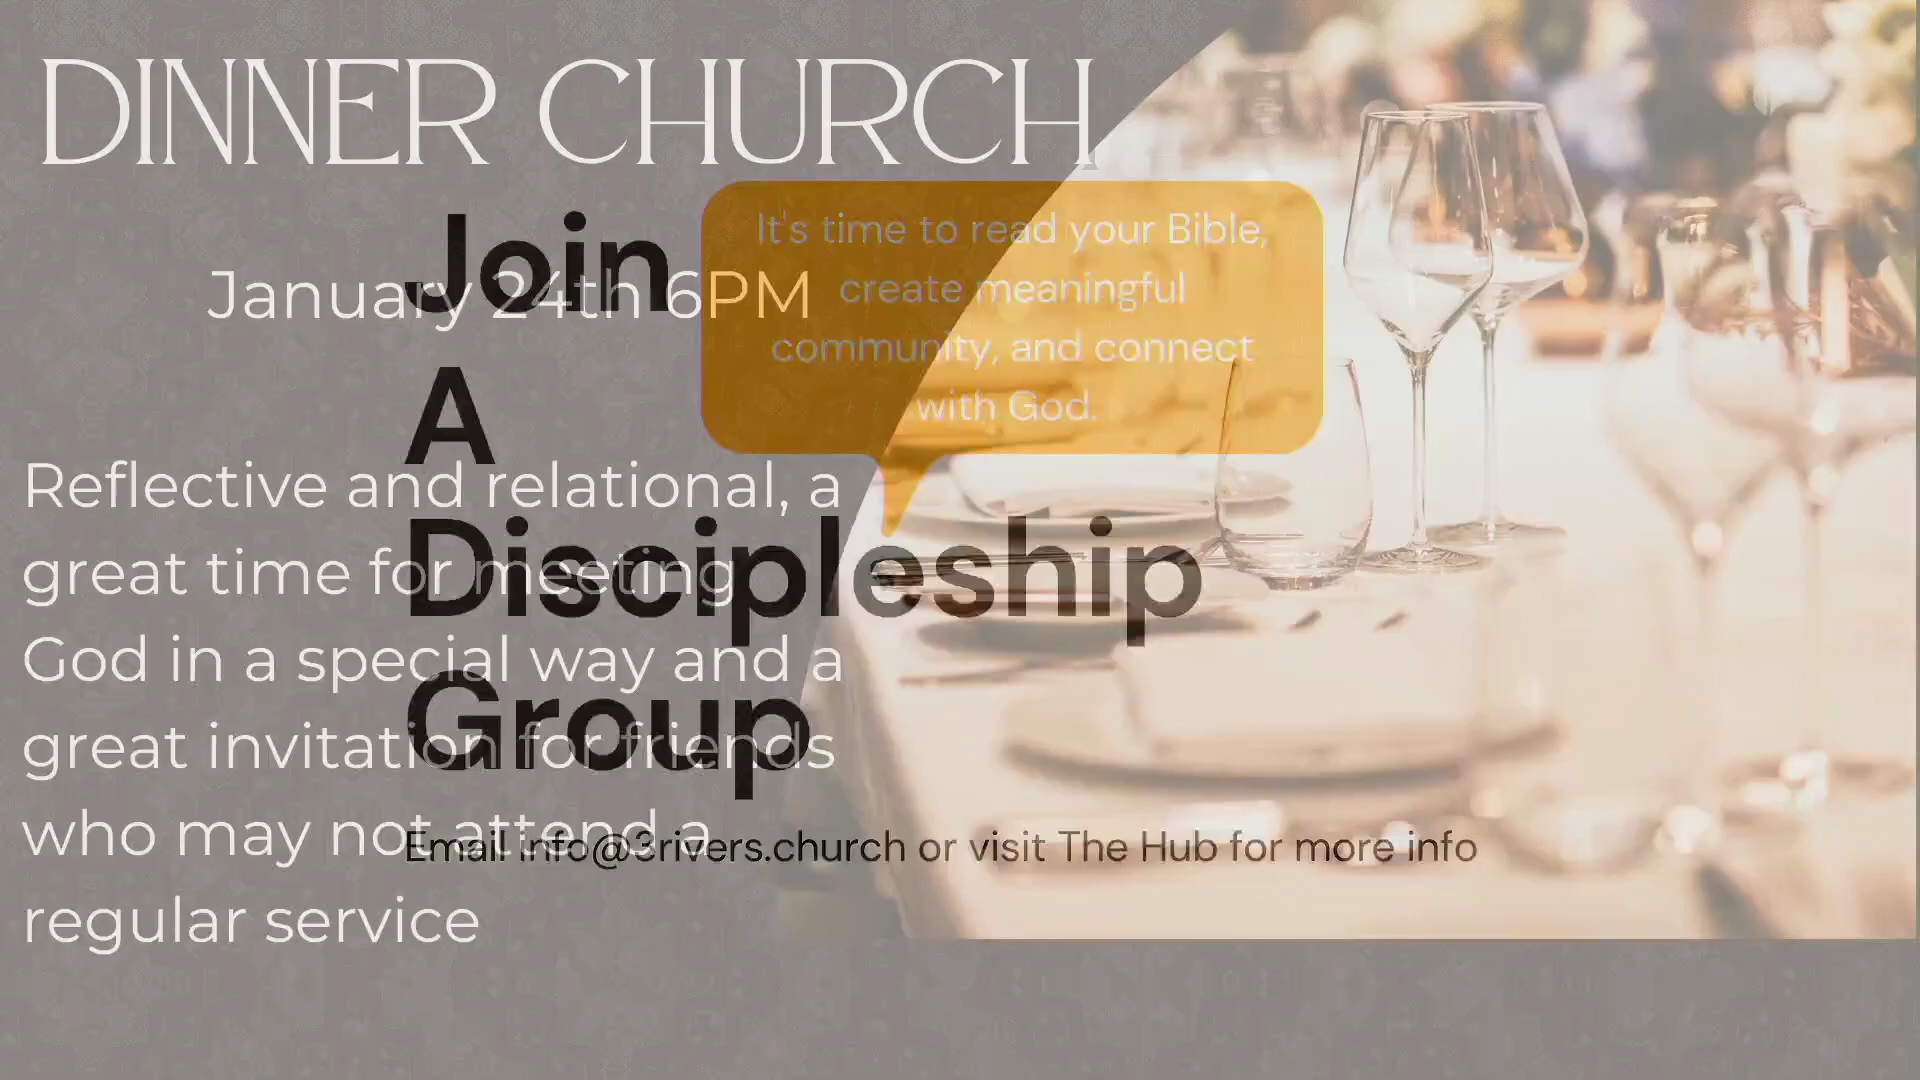 DINNER CHURCH
January 24th 6PM
Reflective and relational, a
great time for meeting
God in a special way and a
great invitation for friends
who may not attend a
regular service
It's time to read your Bible,
create meaningful
community, and connect
with God.
Join
A
Discipleship
Group
Email info@3rivers.church or visit The Hub for more info